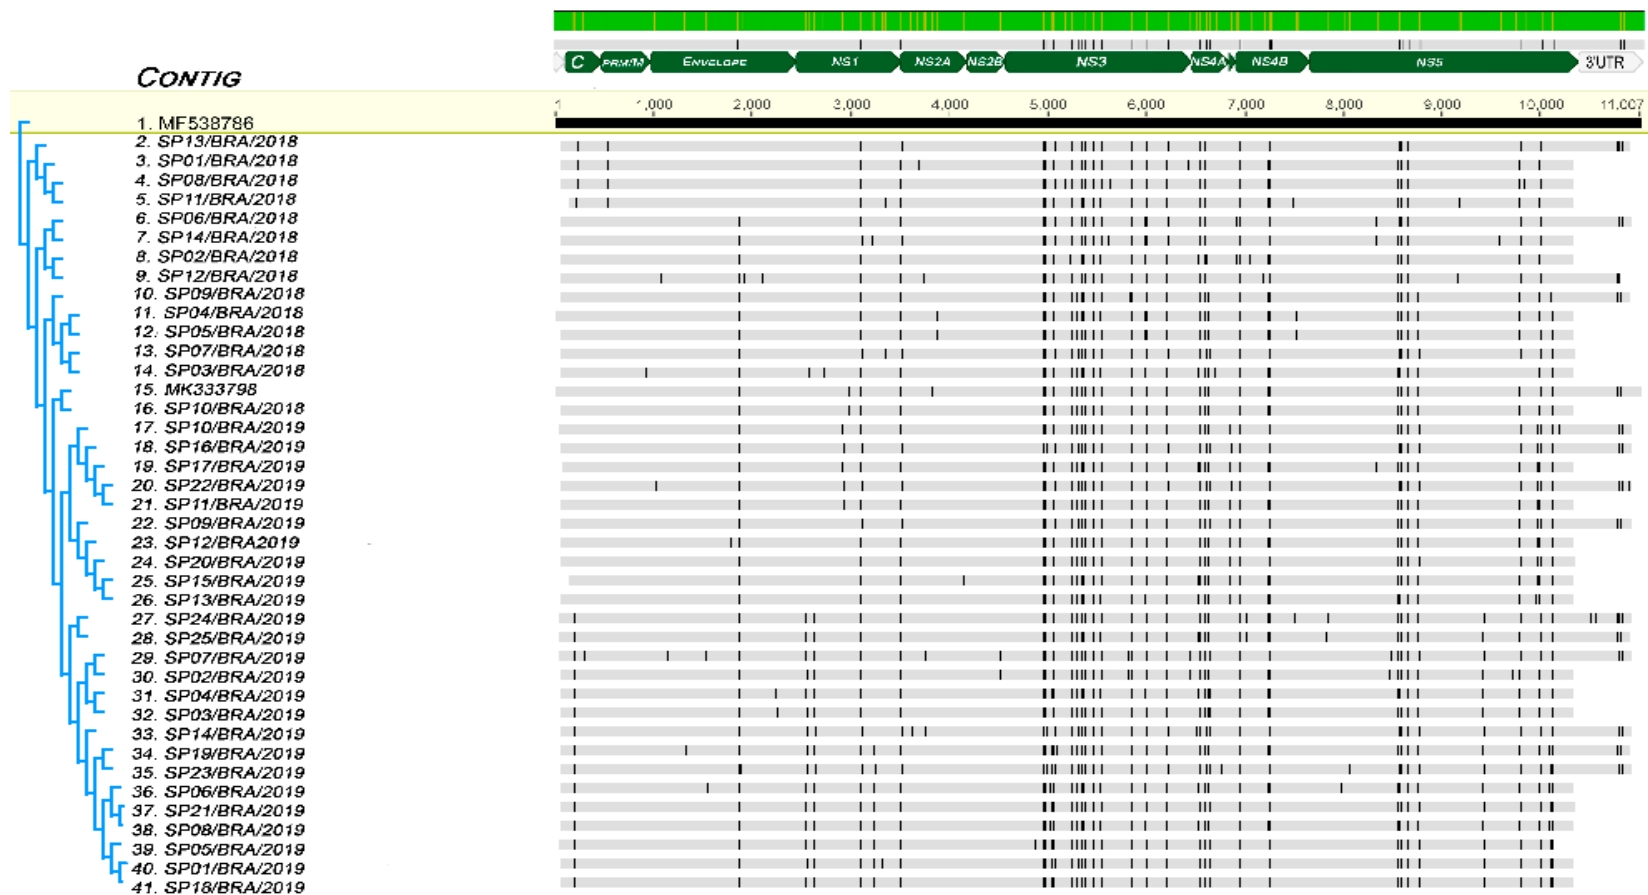 C PRM/M ENVELOPE NS1 NS2A NS2B NS3 NS4A NS4B NS5 3'UTR
CONTIG
1 1,000 2,000 3,000 4,000 5,000 6,000 7,000 8,000 9,000 10,000 11,007
1. MF538786
2. SP13/BRA/2018
3. SP01/BRA/2018
4. SP08/BRA/2018
5. SP11/BRA/2018
6. SP06/BRA/2018
7. SP14/BRA/2018
8. SP02/BRA/2018
9. SP12/BRA/2018
10. SP09/BRA/2018
11. SP04/BRA/2018
12. SP05/BRA/2018
13. SP07/BRA/2018
14. SP03/BRA/2018
15. MK333798
16. SP10/BRA/2018
17. SP10/BRA/2019
18. SP16/BRA/2019
19. SP17/BRA/2019
20. SP22/BRA/2019
21. SP11/BRA/2019
22. SP09/BRA/2019
23. SP12/BRA2019
24. SP20/BRA/2019
25. SP15/BRA/2019
26. SP13/BRA/2019
27. SP24/BRA/2019
28. SP25/BRA/2019
29. SP07/BRA/2019
30. SP02/BRA/2019
31. SP04/BRA/2019
32. SP03/BRA/2019
33. SP14/BRA/2019
34. SP19/BRA/2019
35. SP23/BRA/2019
36. SP06/BRA/2019
37. SP21/BRA/2019
38. SP08/BRA/2019
39. SP05/BRA/2019
40. SP01/BRA/2019
41. SP18/BRA/2019